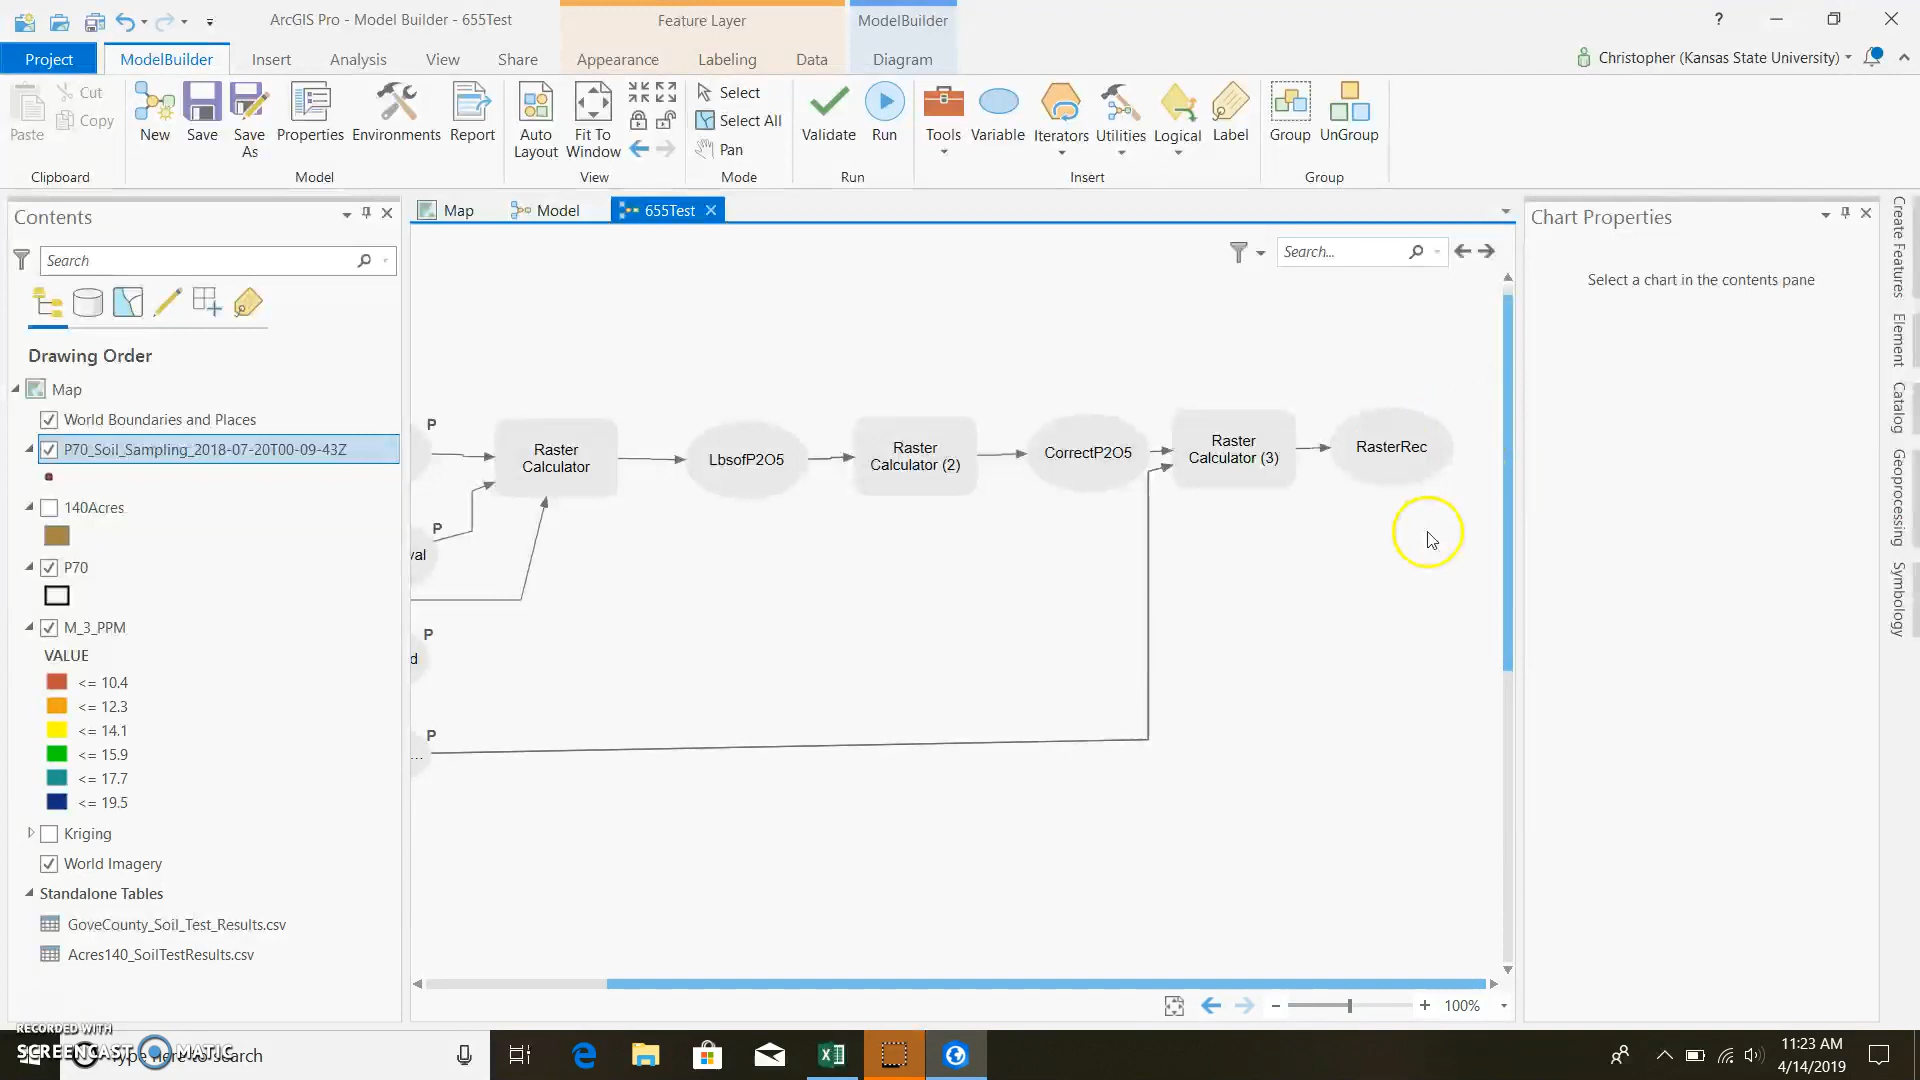 ArcGIS Pro - Model Builder - 655Test
Feature Layer
ModelBuilder
?
Project
ModelBuilder
Insert
Analysis
View
Share
Appearance
Labeling
Data
Diagram
Christopher (Kansas State University)
Paste
Cut
Copy
Clipboard
New
Save
Save As
Properties
Environments
Report
Model
Auto Layout
Fit To Window
View
Select
Select All
Pan
Mode
Validate
Run
Run
Tools
Variable
Iterators
Utilities
Logical
Label
Insert
Group
UnGroup
Group
Contents
Search
Drawing Order
Map
World Boundaries and Places
P70_Soil_Sampling_2018-07-20T00-09-43Z
140Acres
P70
M_3_PPM
VALUE
<= 10.4
<= 12.3
<= 14.1
<= 15.9
<= 17.7
<= 19.5
Kriging
World Imagery
Standalone Tables
GoveCounty_Soil_Test_Results.csv
Acres140_SoilTestResults.csv
Map
Model
655Test
Search...
P
Raster
Calculator
LbsofP2O5
Raster
Calculator (2)
CorrectP2O5
Raster
Calculator (3)
RasterRec
P
val
P
d
P
...
100%
Chart Properties
Select a chart in the contents pane
Create Features
Element
Catalog
Geoprocessing
Symbology
RECORDED WITH
SCREENCAST MATIC
Type here to search
11:23 AM
4/14/2019